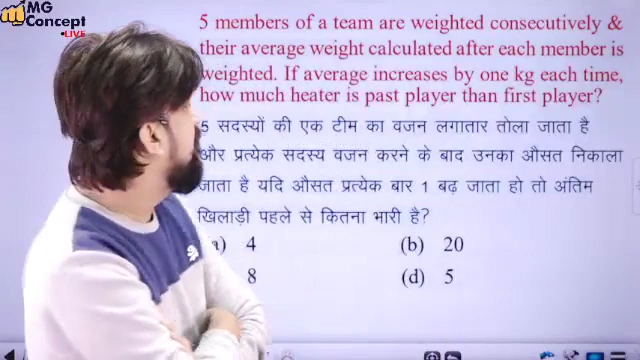 MG
Concept
LIVE
5 members of a team are weighted consecutively &
their average weight calculated after each member is
weighted. If average increases by one kg each time,
how much heater is past player than first player?
5 सदस्यों की एक टीम का वजन लगातार तोला जाता है
और प्रत्येक सदस्य वजन करने के बाद उनका औसत निकाला
जाता है यदि औसत प्रत्येक बार 1 बढ़ जाता हो तो अंतिम
खिलाड़ी पहले से कितना भारी है?
a) 4 (b) 20
8 (d) 5